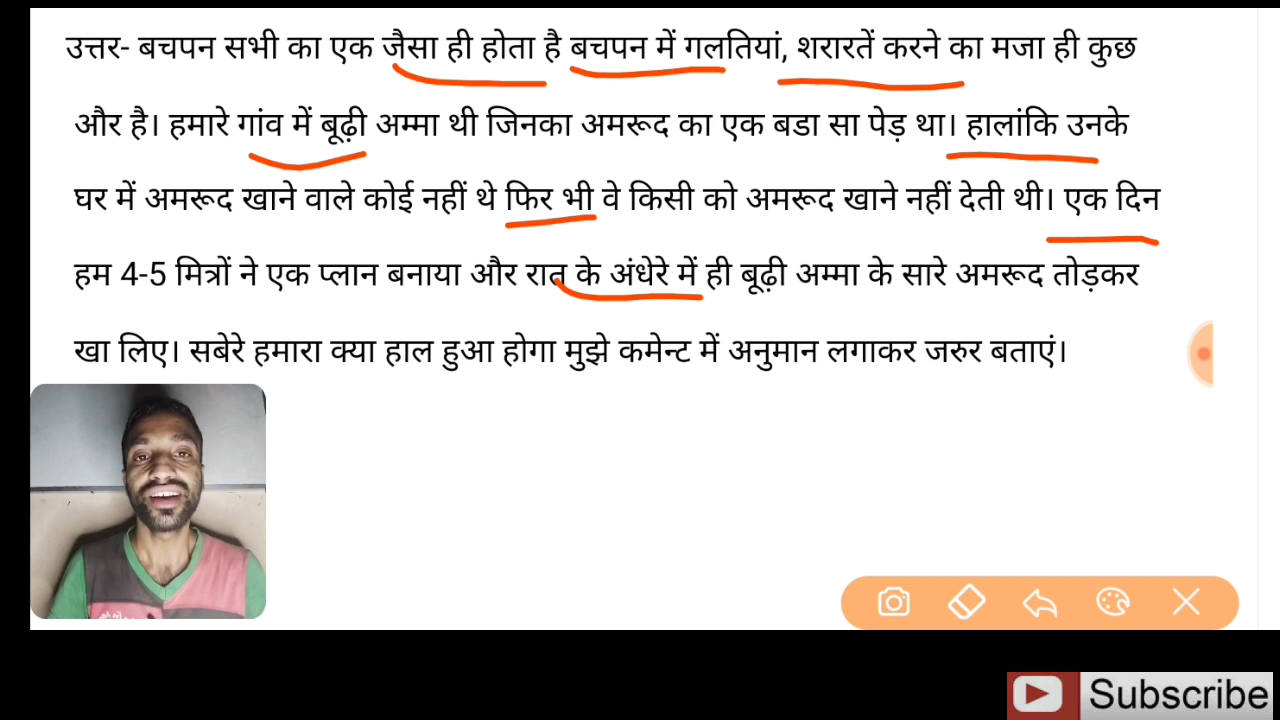 उत्तर- बचपन सभी का एक जैसा ही होता है बचपन में गलतियां, शरारतें करने का मजा ही कुछ
और है। हमारे गांव में बूढ़ी अम्मा थी जिनका अमरूद का एक बडा सा पेड़ था। हालांकि उनके
घर में अमरूद खाने वाले कोई नहीं थे फिर भी वे किसी को अमरूद खाने नहीं देती थी। एक दिन
हम 4-5 मित्रों ने एक प्लान बनाया और रात के अंधेरे में ही बूढ़ी अम्मा के सारे अमरूद तोड़कर
खा लिए। सबेरे हमारा क्या हाल हुआ होगा मुझे कमेन्ट में अनुमान लगाकर जरुर बताएं।
Subscribe